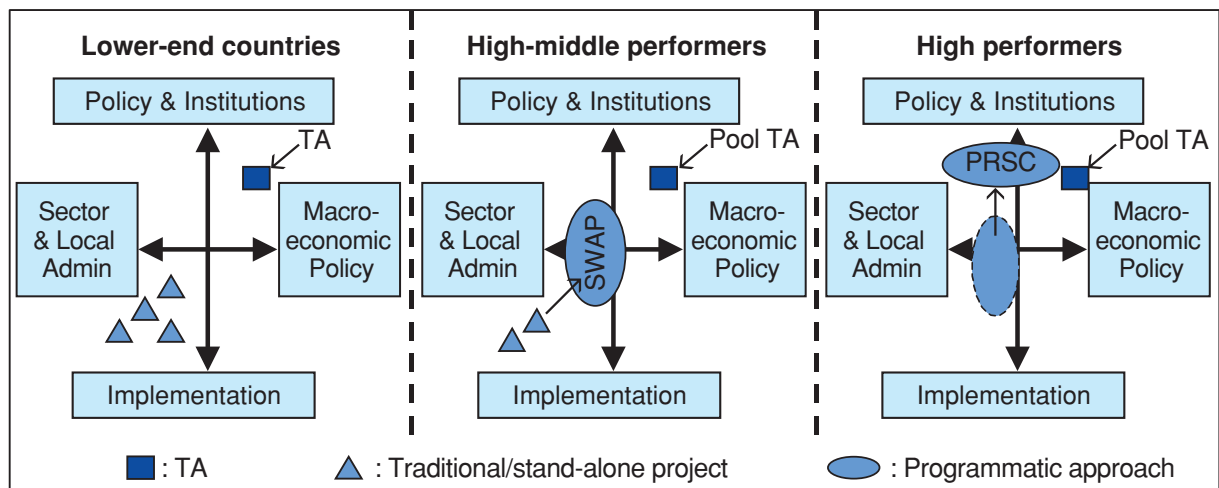 Lower-end countries
Policy & Institutions
TA
Sector
& Local
Admin
Macro-
economic
Policy
Implementation
High-middle performers
Policy & Institutions
Pool TA
Sector
& Local
Admin
SWAP
Macro-
economic
Policy
Implementation
High performers
Policy & Institutions
PRSC
Pool TA
Sector
& Local
Admin
Macro-
economic
Policy
Implementation
: TA
: Traditional/stand-alone project
: Programmatic approach